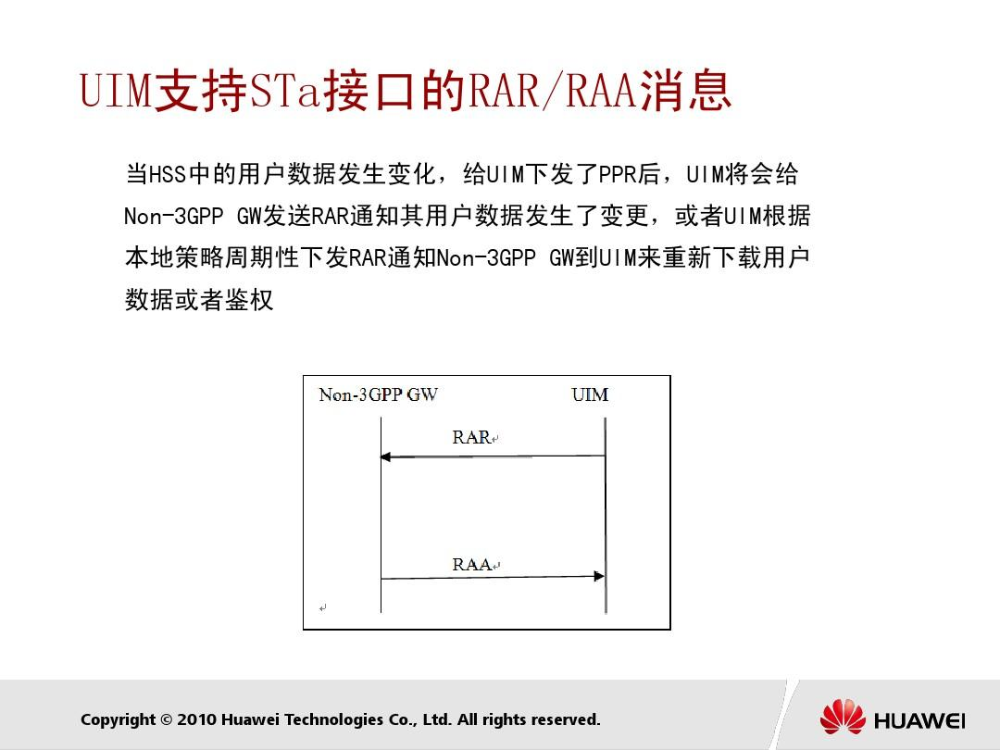 UIM支持STa接口的RAR/RAA消息
当HSS中的用户数据发生变化，给UIM下发了PPR后，UIM将会给
Non-3GPP GW发送RAR通知其用户数据发生了变更，或者UIM根据
本地策略周期性下发RAR通知Non-3GPP GW到UIM来重新下载用户
数据或者鉴权
Non-3GPP GW UIM
RAR
RAA
Copyright © 2010 Huawei Technologies Co., Ltd. All rights reserved.
HUAWEI